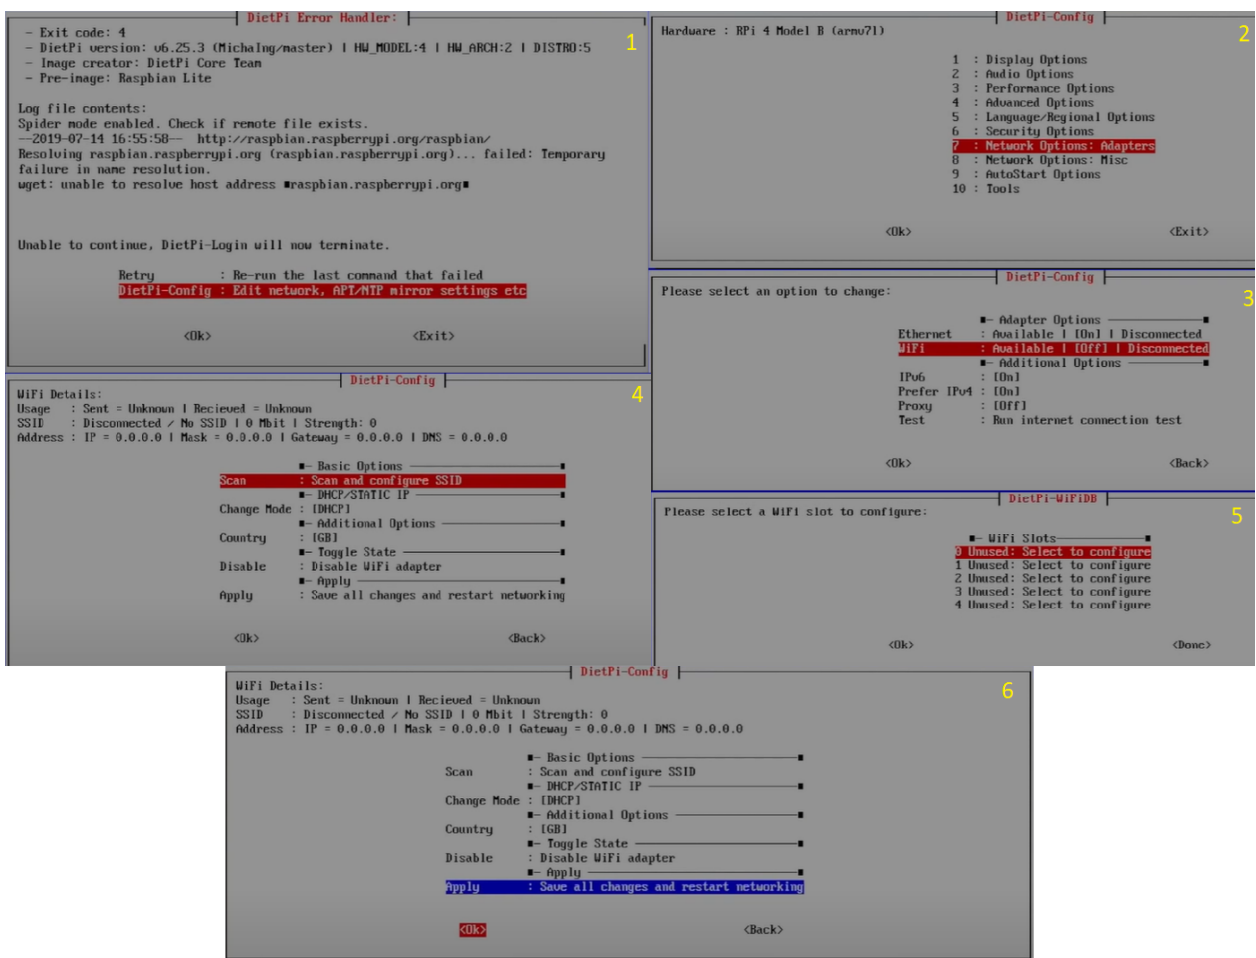 DietPi Error Handler:
1
- Exit code: 4
- DietPi version: v6.25.3 (MichaIng/master) | HW_MODEL:4 | HW_ARCH:2 | DISTRO:5
- Image creator: DietPi Core Team
- Pre-image: Raspbian Lite
Log file contents:
Spider mode enabled. Check if remote file exists.
--2019-07-14 16:55:58-- http://raspbian.raspberrypi.org/raspbian/
Resolving raspbian.raspberrypi.org (raspbian.raspberrypi.org)... failed: Temporary
failure in name resolution.
wget: unable to resolve host address ■raspbian.raspberrypi.org■
Unable to continue, DietPi-Login will now terminate.
Retry : Re-run the last command that failed
DietPi-Config : Edit network, APT/NTP mirror settings etc
<Ok> <Exit>
DietPi-Config
2
Hardware : RPi 4 Model B (armv7l)
1 : Display Options
2 : Audio Options
3 : Performance Options
4 : Advanced Options
5 : Language/Regional Options
6 : Security Options
7 : Network Options: Adapters
8 : Network Options: Misc
9 : AutoStart Options
10 : Tools
<Ok> <Exit>
DietPi-Config
3
Please select an option to change:
■- Adapter Options ■
Ethernet : Available | [On] | Disconnected
WiFi : Available | [Off] | Disconnected
■- Additional Options ■
IPv6 : [On]
Prefer IPv4 : [On]
Proxy : [Off]
Test : Run internet connection test
<Ok> <Back>
DietPi-Config
4
WiFi Details:
Usage : Sent = Unknown | Recieved = Unknown
SSID : Disconnected / No SSID | 0 Mbit | Strength: 0
Address : IP = 0.0.0.0 | Mask = 0.0.0.0 | Gateway = 0.0.0.0 | DNS = 0.0.0.0
■- Basic Options ■
Scan : Scan and configure SSID
■- DHCP/STATIC IP ■
Change Mode : [DHCP]
■- Additional Options ■
Country : [GB]
■- Toggle State ■
Disable : Disable WiFi adapter
■- Apply ■
Apply : Save all changes and restart networking
<Ok> <Back>
DietPi-WiFiDB
5
Please select a WiFi slot to configure:
■- WiFi Slots ■
0 Unused: Select to configure
1 Unused: Select to configure
2 Unused: Select to configure
3 Unused: Select to configure
4 Unused: Select to configure
<Ok> <Done>
DietPi-Config
6
WiFi Details:
Usage : Sent = Unknown | Recieved = Unknown
SSID : Disconnected / No SSID | 0 Mbit | Strength: 0
Address : IP = 0.0.0.0 | Mask = 0.0.0.0 | Gateway = 0.0.0.0 | DNS = 0.0.0.0
■- Basic Options ■
Scan : Scan and configure SSID
■- DHCP/STATIC IP ■
Change Mode : [DHCP]
■- Additional Options ■
Country : [GB]
■- Toggle State ■
Disable : Disable WiFi adapter
■- Apply ■
Apply : Save all changes and restart networking
<Ok> <Back>